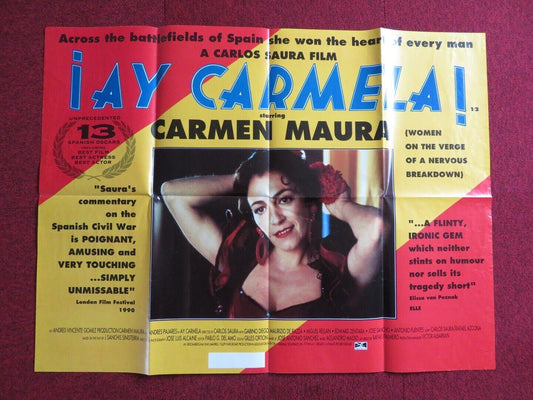 Across the battlefields of Spain she won the heart of every man
A CARLOS SAURA FILM
¡AY CARMELA!
starring
CARMEN MAURA
(WOMEN
ON THE VERGE
OF A NERVOUS
BREAKDOWN)
UNPRECEDENTED
13
SPANISH OSCARS
BEST FILM
BEST ACTRESS
BEST ACTOR
"Saura's
commentary
on the
Spanish Civil War
is POIGNANT,
AMUSING and
VERY TOUCHING
...SIMPLY
UNMISSABLE"
London Film Festival
1990
"...A FLINTY,
IRONIC GEM
which neither
stints on humour
nor sells its
tragedy short"
ELLE